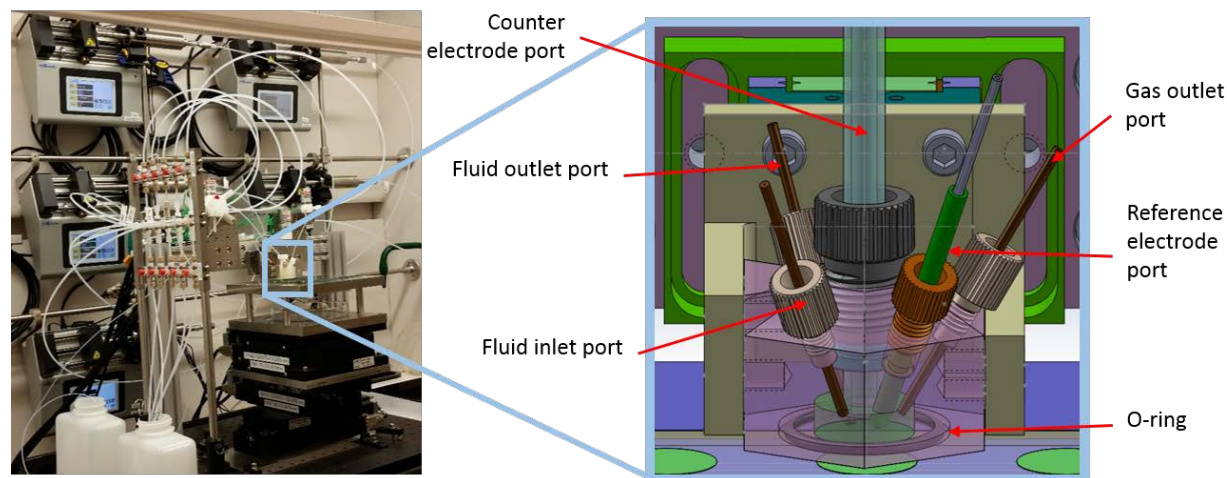 Counter
electrode port
Fluid outlet port
Fluid inlet port
Gas outlet
port
Reference
electrode
port
O-ring